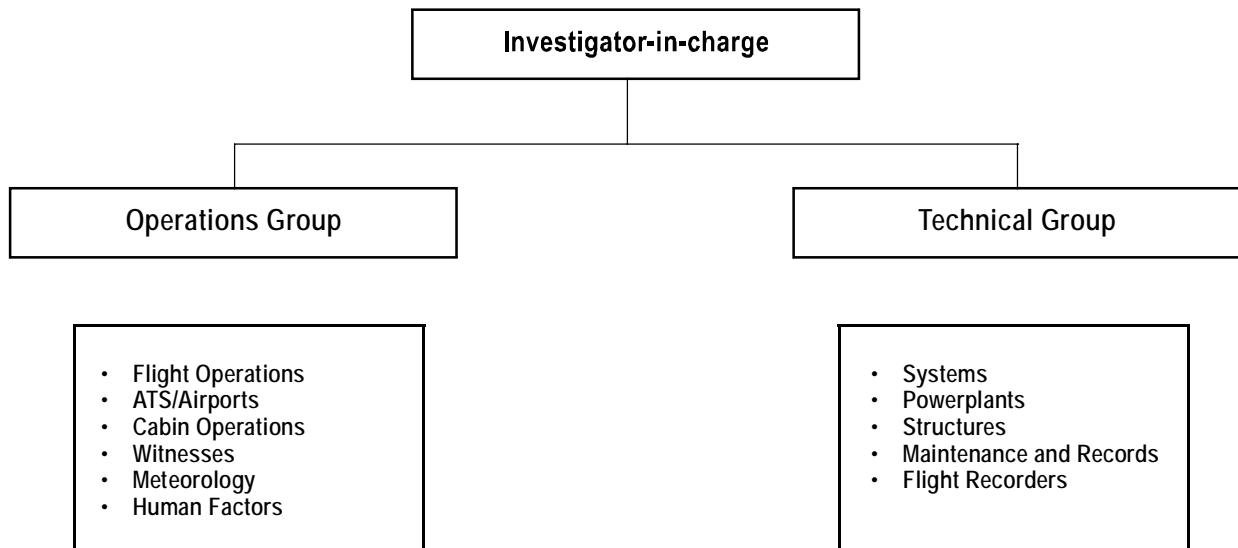 Investigator-in-charge
Operations Group
Technical Group
• Flight Operations
• ATS/Airports
• Cabin Operations
• Witnesses
• Meteorology
• Human Factors
• Systems
• Powerplants
• Structures
• Maintenance and Records
• Flight Recorders